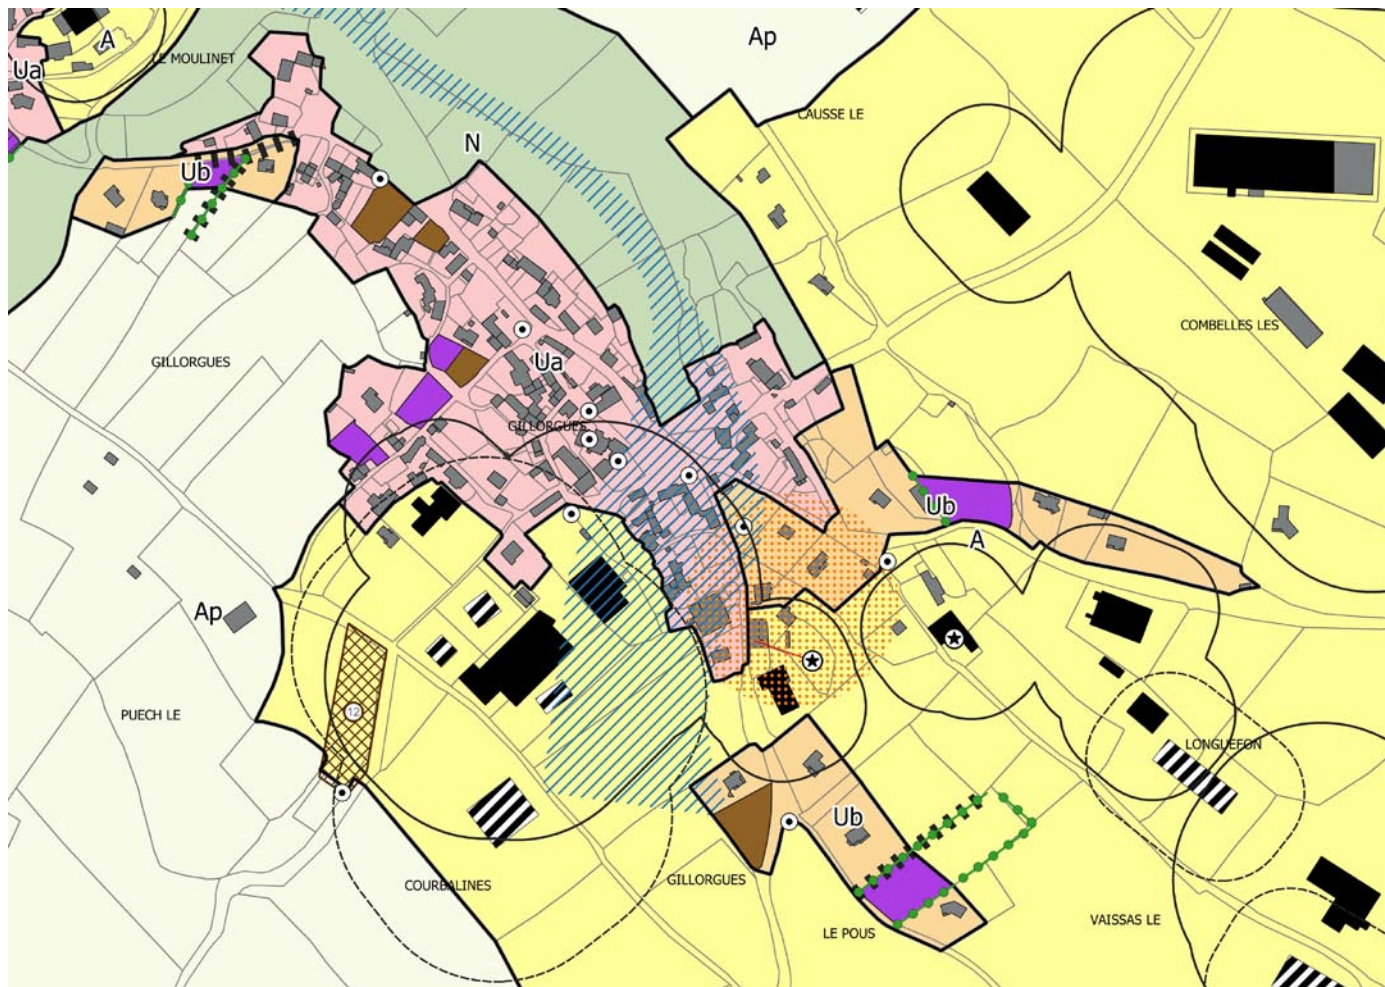 Ap
A
LE MOULINET
Ua
CAUSSE LE
N
Ub
COMBELLES LES
GILLORGUES
Ua
GILLORGUES
Ub
A
Ap
12
PUECH LE
LONGUEFON
Ub
COURBALINES
GILLORGUES
VAISSAS LE
LE POUS